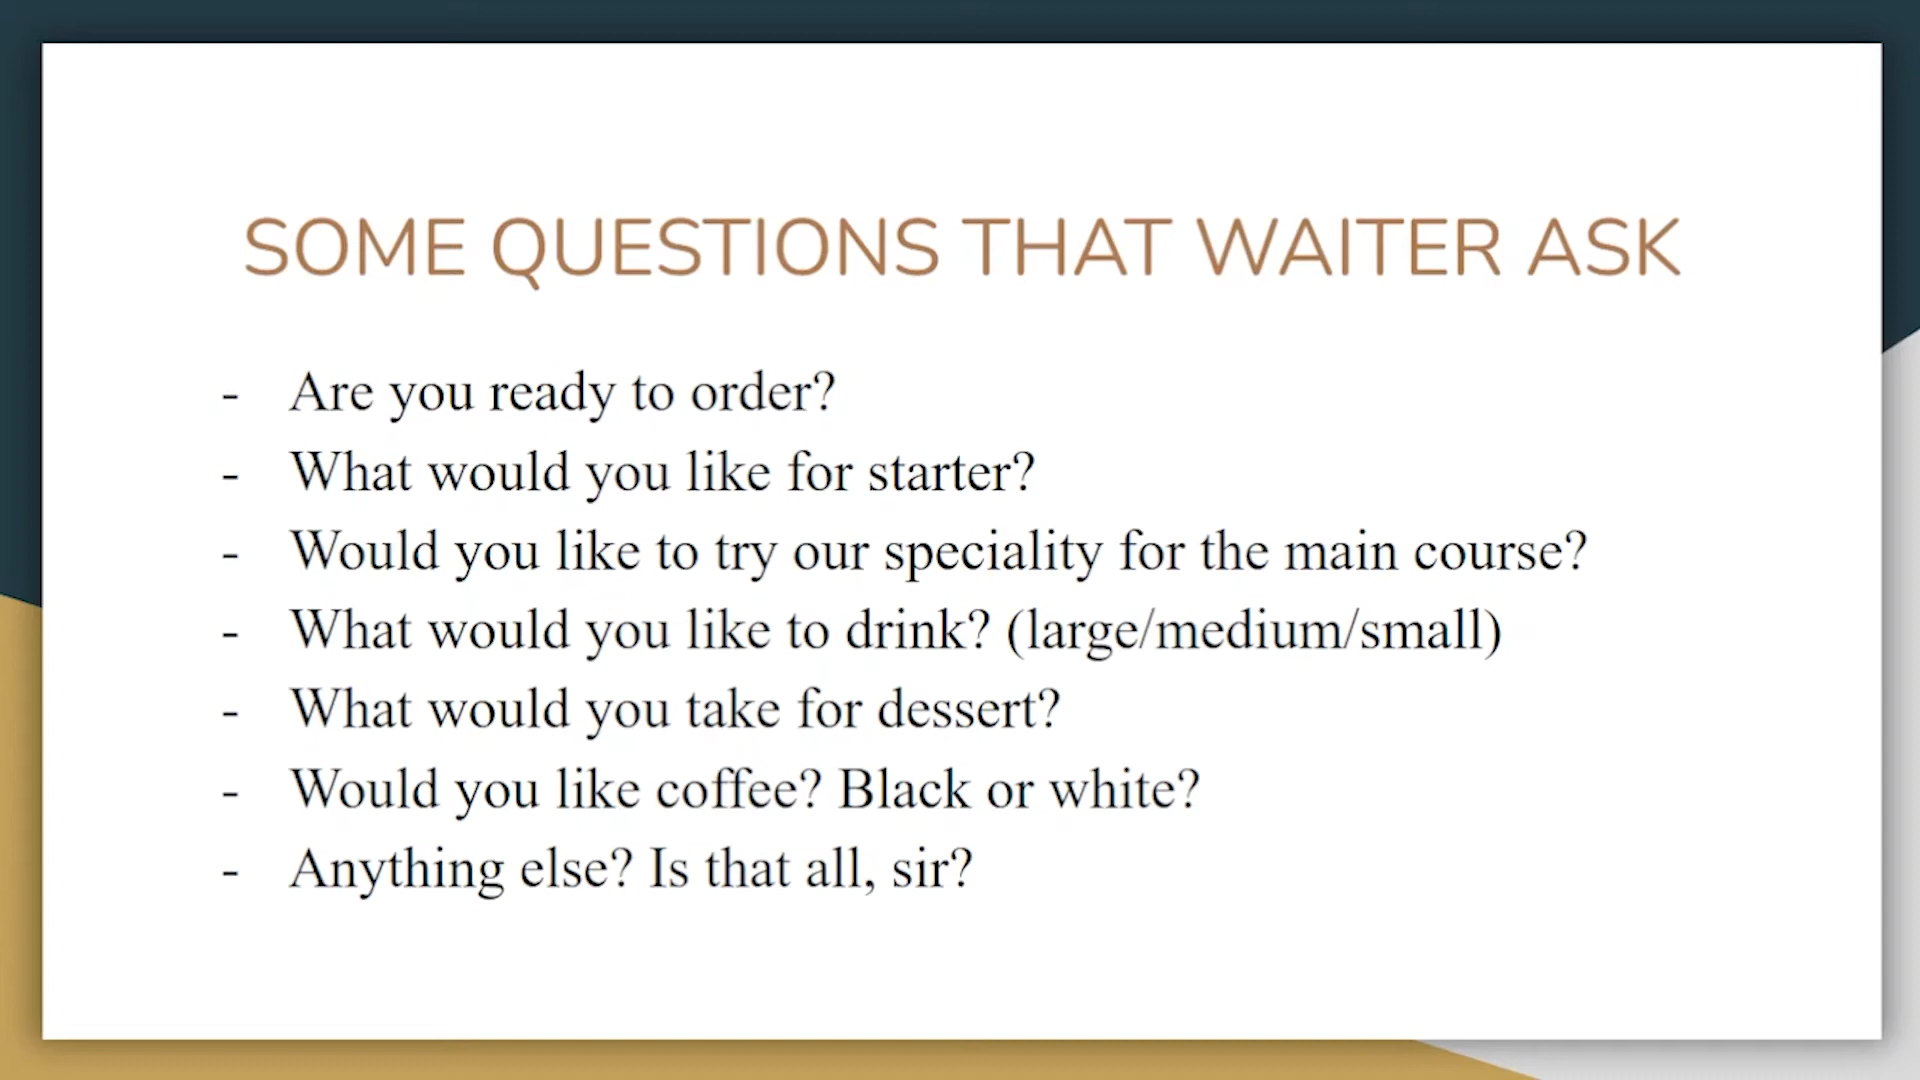 SOME QUESTIONS THAT WAITER ASK
- Are you ready to order?
- What would you like for starter?
- Would you like to try our speciality for the main course?
- What would you like to drink? (large/medium/small)
- What would you take for dessert?
- Would you like coffee? Black or white?
- Anything else? Is that all, sir?